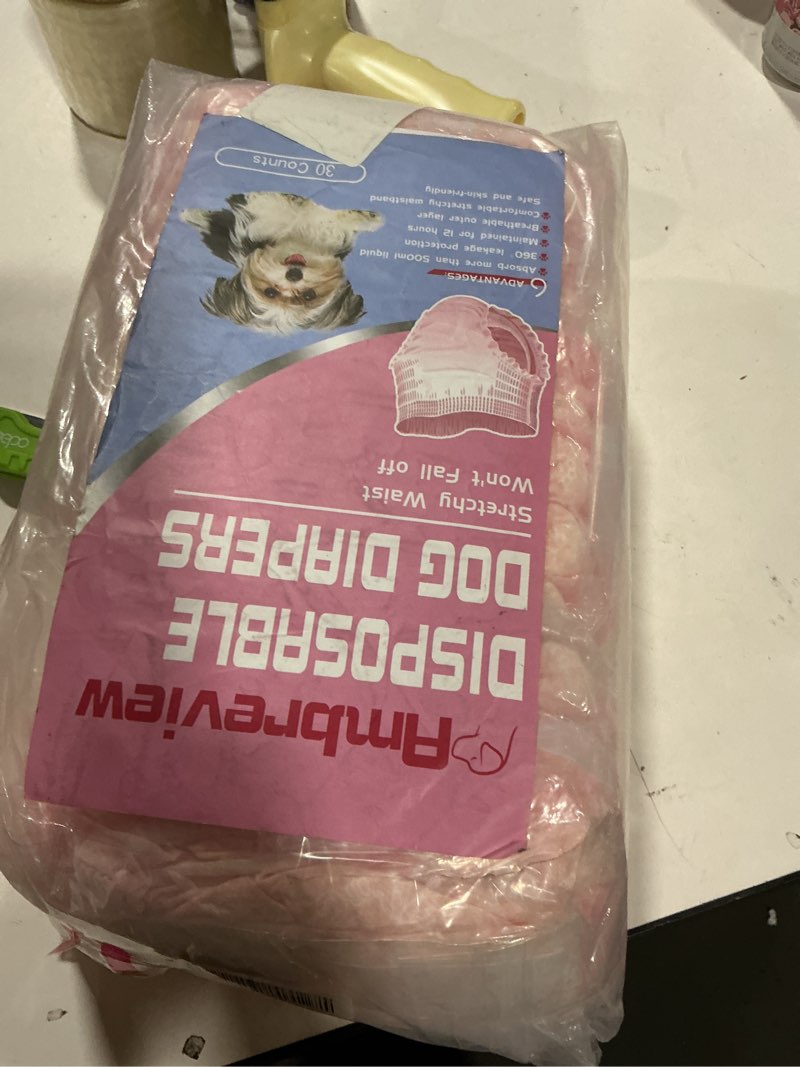 Ambreview
DISPOSABLE
DOG DIAPERS
Stretchy Waist
Won't Fall off
6 ADVANTAGES:
Absorb more than 500ml liquid
360° leakage protection
Maintained for 12 hours
Breathable outer layer
Comfortable stretchy waistband
Safe and skin-friendly
30 Counts